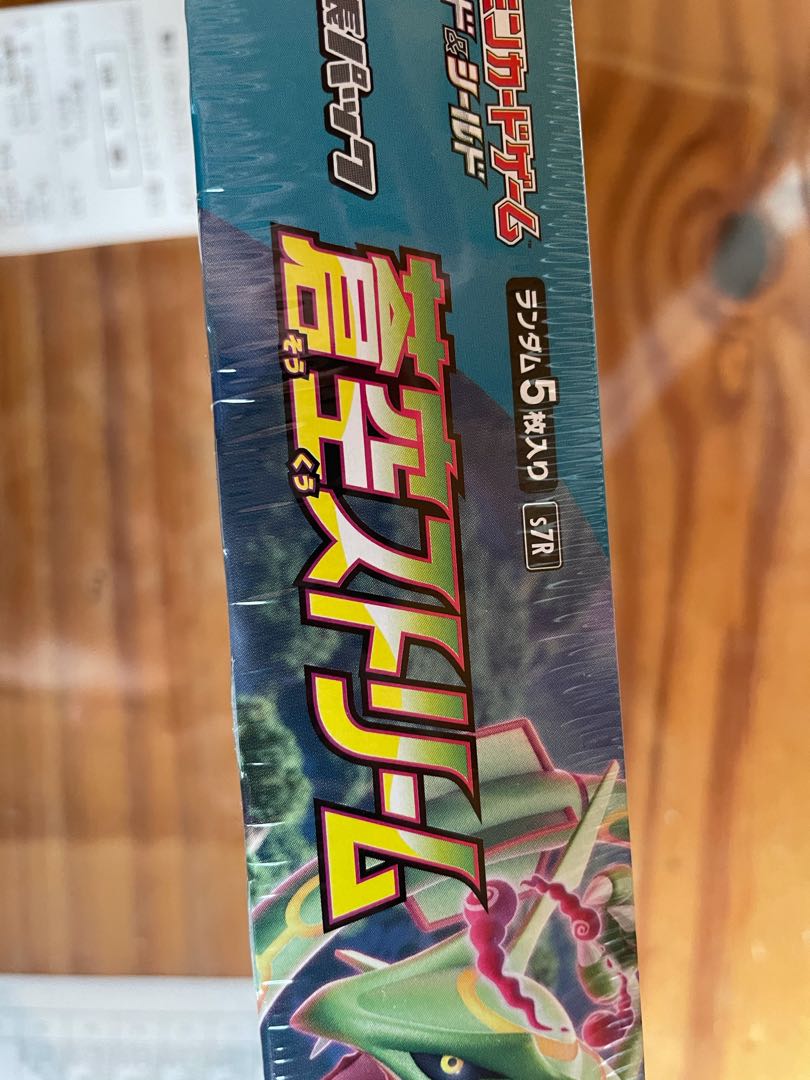 ンカードゲーム
ド&シールド
ランダム5枚入り
s7R
張パック
蒼空ストリーム
そう くう